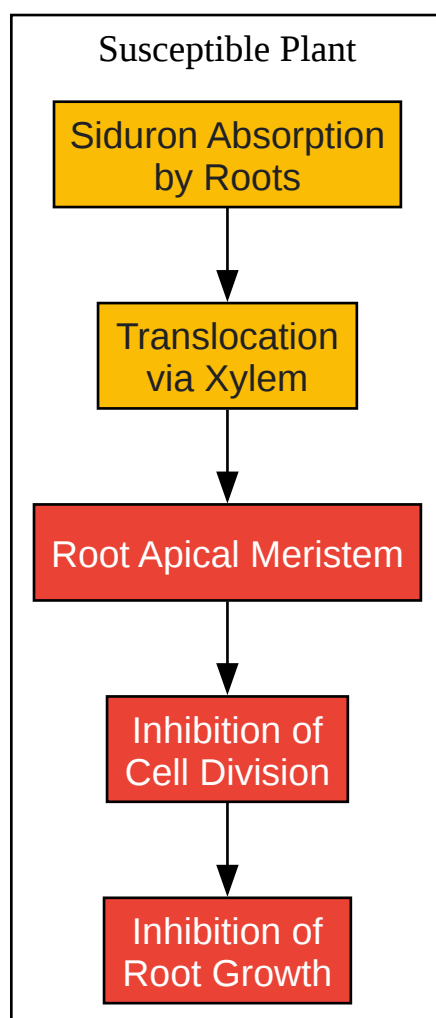 Susceptible Plant
Siduron Absorption
by Roots
Translocation
via Xylem
Root Apical Meristem
Inhibition of
Cell Division
Inhibition of
Root Growth